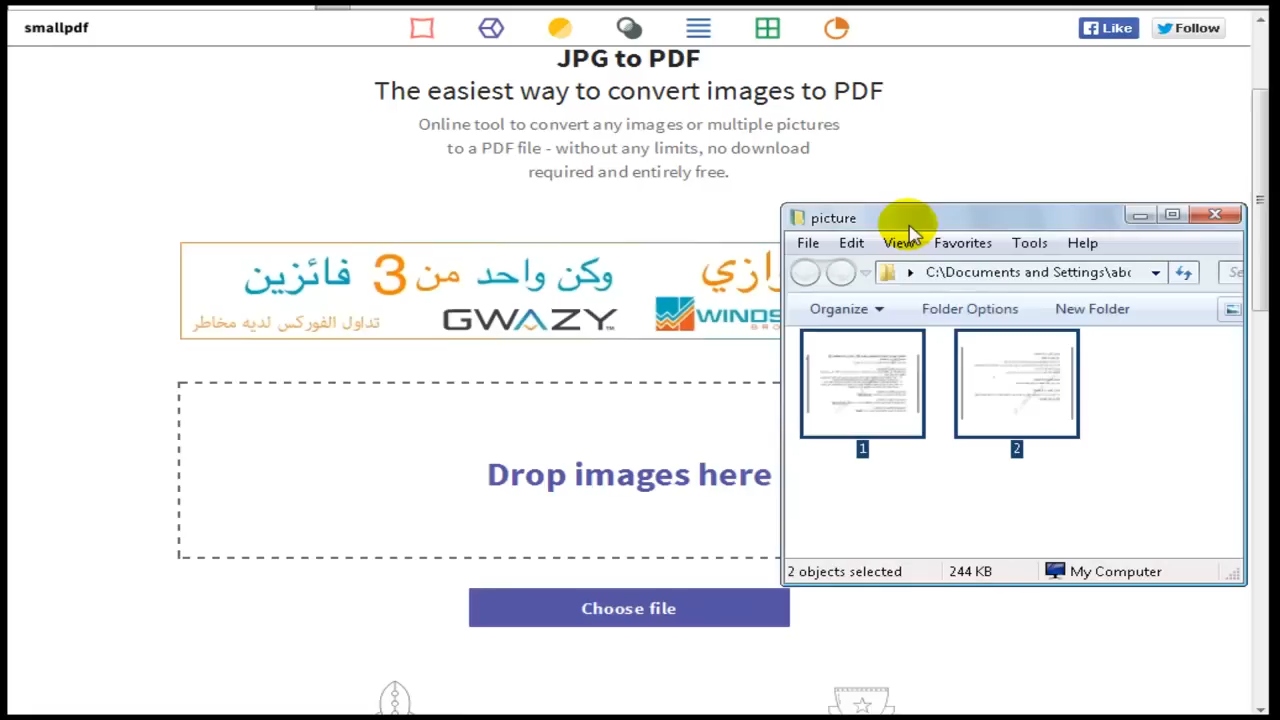 smallpdf
Like
Follow
JPG to PDF
The easiest way to convert images to PDF
Online tool to convert any images or multiple pictures
to a PDF file - without any limits, no download
required and entirely free.
وكن واحد من 3 فائزين
تداول الفوركس لديه مخاطر
GWAZY
WINDS
Drop images here
Choose file
picture
File Edit View Favorites Tools Help
C:\Documents and Settings\abc
Se
Organize Folder Options New Folder
1 2
2 objects selected 244 KB My Computer